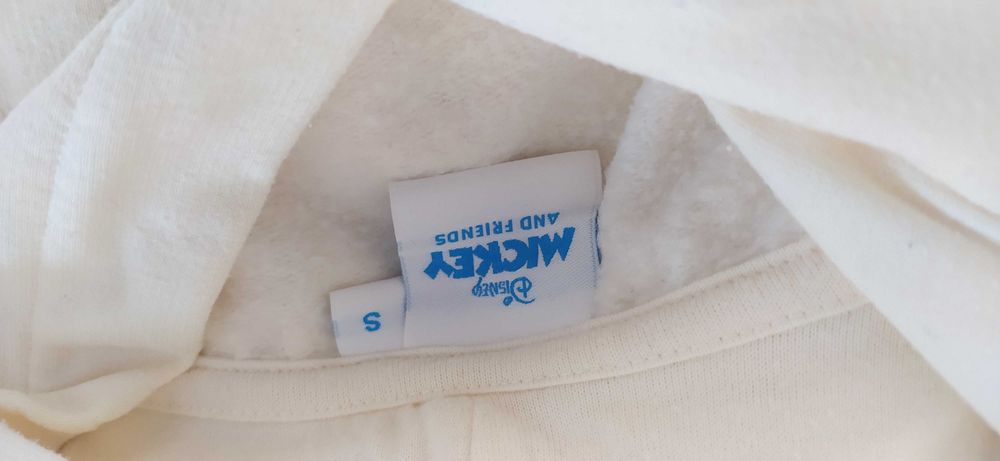 Disney
MICKEY
AND FRIENDS
S